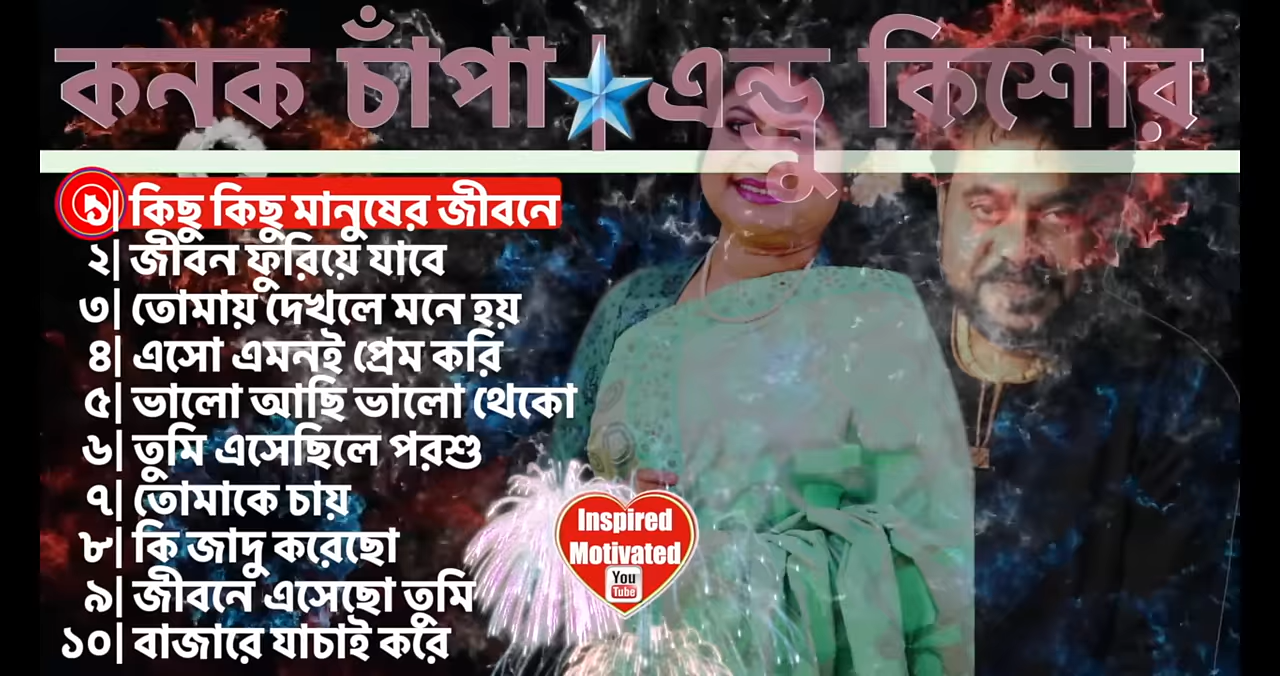 কনক চাঁপা | এন্ড্রু কিশোর
১| কিছু কিছু মানুষের জীবনে
২| জীবন ফুরিয়ে যাবে
৩| তোমায় দেখলে মনে হয়
৪| এসো এমনই প্রেম করি
৫| ভালো আছি ভালো থেকো
৬| তুমি এসেছিলে পরশু
৭| তোমাকে চায়
৮| কি জাদু করেছো
৯| জীবনে এসেছো তুমি
১০| বাজারে যাচাই করে
Inspired
Motivated
You
Tube